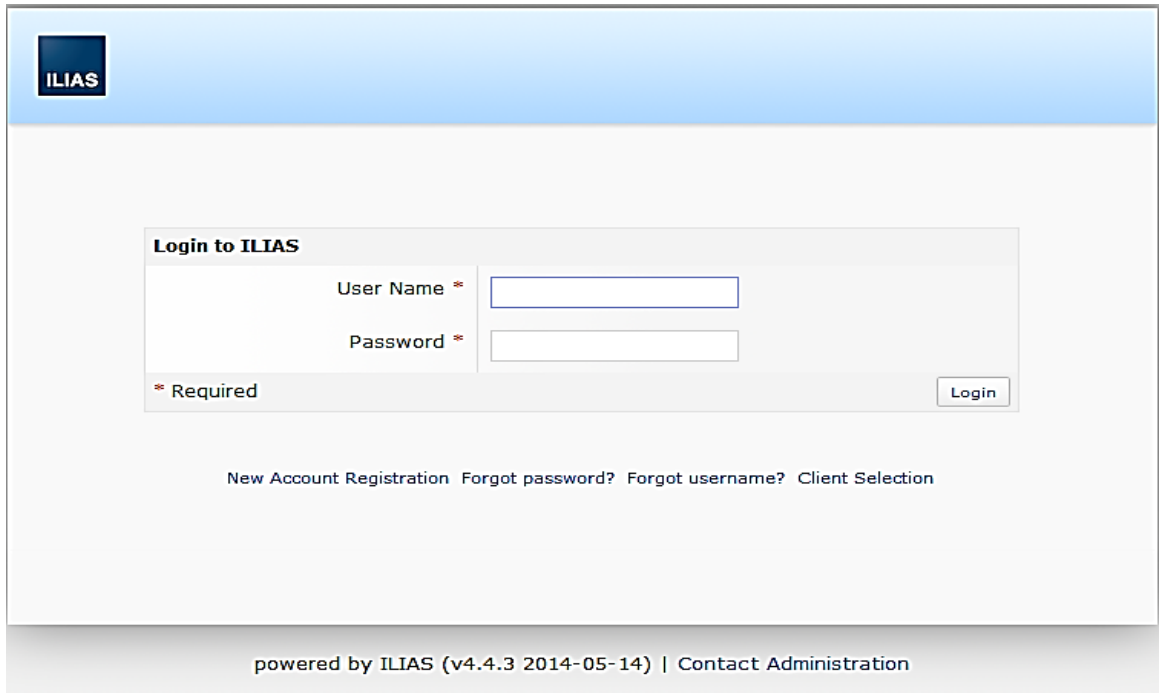 ILIAS
Login to ILIAS
User Name *
Password *
* Required
Login
New Account Registration Forgot password? Forgot username? Client Selection
powered by ILIAS (v4.4.3 2014-05-14) | Contact Administration